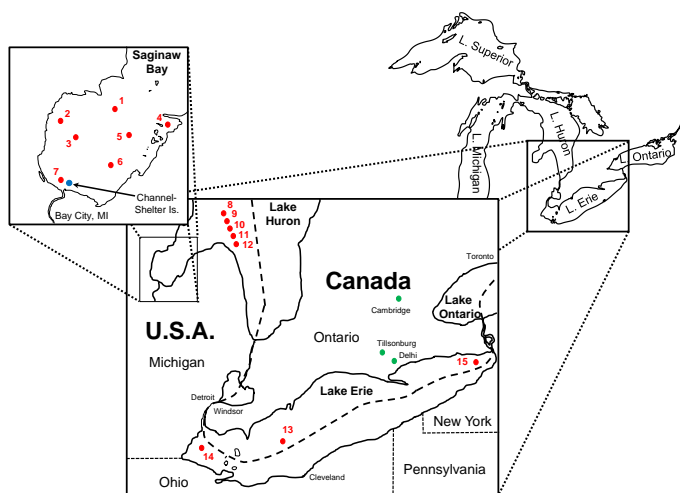 Saginaw
Bay
1
2
3
4
5
6
7
Channel-
Shelter Is.
Bay City, MI
L. Superior
L. Michigan
L. Huron
L. Ontario
L. Erie
8
9
10
11
12
Lake
Huron
Canada
Toronto
Cambridge
Lake
Ontario
U.S.A.
Ontario
Michigan
Tillsonburg
Delhi
15
Lake Erie
Detroit
Windsor
New York
13
14
Cleveland
Pennsylvania
Ohio